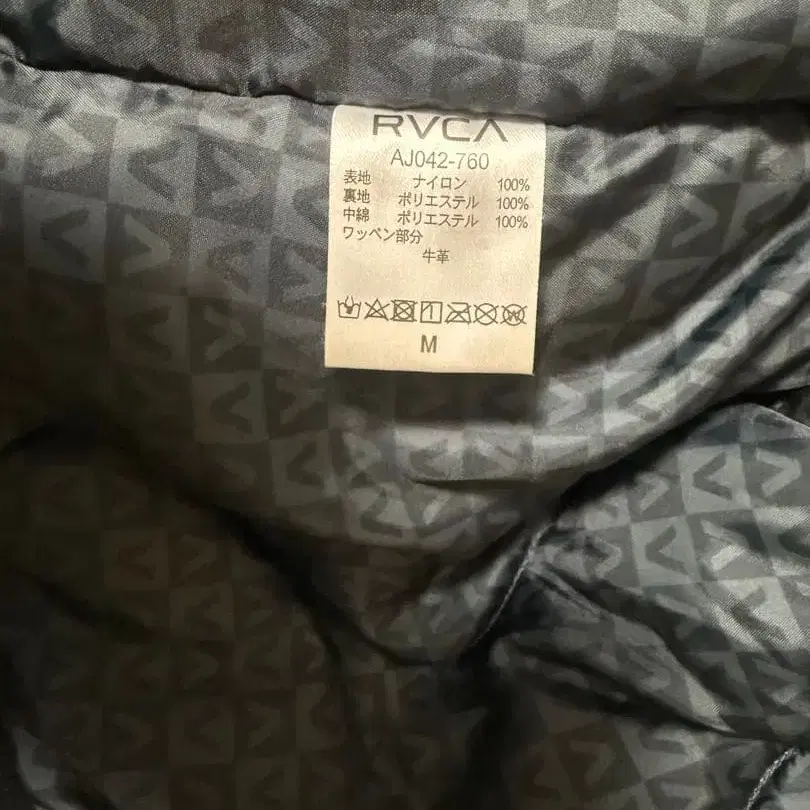 RVCA
AJ042-760
表地 ナイロン 100%
裏地 ポリエステル 100%
中綿 ポリエステル 100%
ワッペン部分
牛革
M